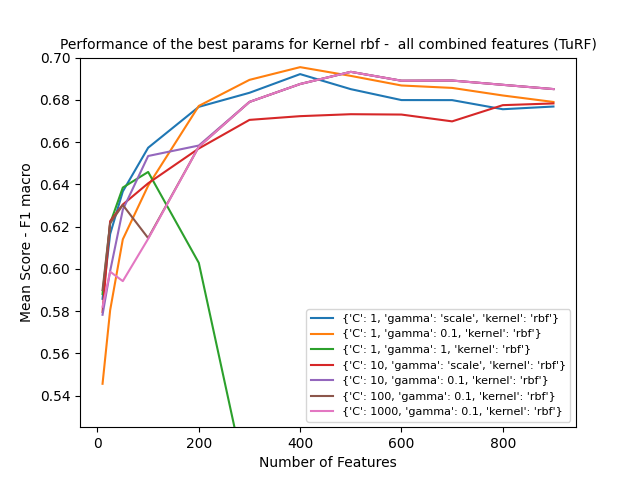 Performance of the best params for Kernel rbf -  all combined features (TuRF)
0.70
0.68
0.66
0.64
0.62
0.60
0.58
0.56
0.54
Mean Score - F1 macro
{'C': 1, 'gamma': 'scale', 'kernel': 'rbf'}
{'C': 1, 'gamma': 0.1, 'kernel': 'rbf'}
{'C': 1, 'gamma': 1, 'kernel': 'rbf'}
{'C': 10, 'gamma': 'scale', 'kernel': 'rbf'}
{'C': 10, 'gamma': 0.1, 'kernel': 'rbf'}
{'C': 100, 'gamma': 0.1, 'kernel': 'rbf'}
{'C': 1000, 'gamma': 0.1, 'kernel': 'rbf'}
0 200 400 600 800
Number of Features